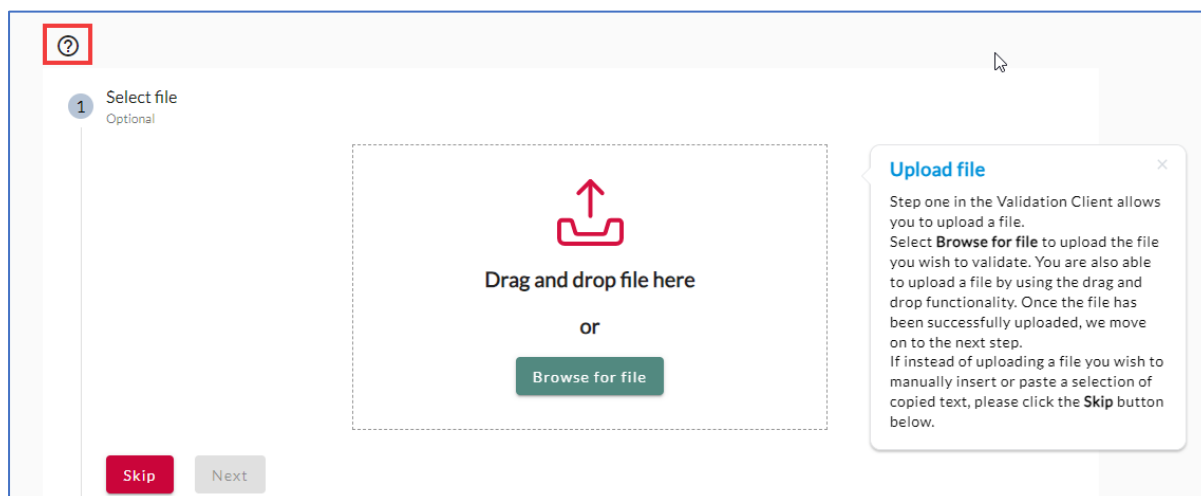 1 Select file
Optional
Drag and drop file here
or
Browse for file
Upload file
Step one in the Validation Client allows
you to upload a file.
Select Browse for file to upload the file
you wish to validate. You are also able
to upload a file by using the drag and
drop functionality. Once the file has
been successfully uploaded, we move
on to the next step.
If instead of uploading a file you wish to
manually insert or paste a selection of
copied text, please click the Skip button
below.
Skip Next